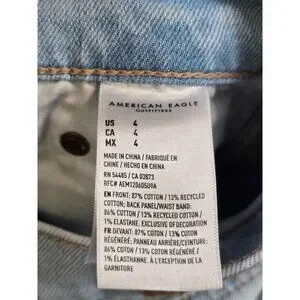 AMERICAN EAGLE
OUTFITTERS
US 4
CA 4
MX 4
MADE IN CHINA / FABRIQUÉ EN
CHINE / HECHO EN CHINA
RN 54485 / CA 03873
RFC# AEM120605U9A
EN FRONT: 87% COTTON / 13% RECYCLED
COTTON; BACK PANEL/WAIST BAND:
86% COTTON / 13% RECYCLED COTTON /
1% ELASTANE. EXCLUSIVE OF DECORATION
FR DEVANT: 87% COTON / 13% COTON
RÉGÉNÉRÉ; PANNEAU ARRIÈRE/CEINTURE:
86% COTON / 13% COTON RÉGÉNÉRÉ /
1% ÉLASTHANNE. À L'EXCEPTION DE LA
GARNITURE